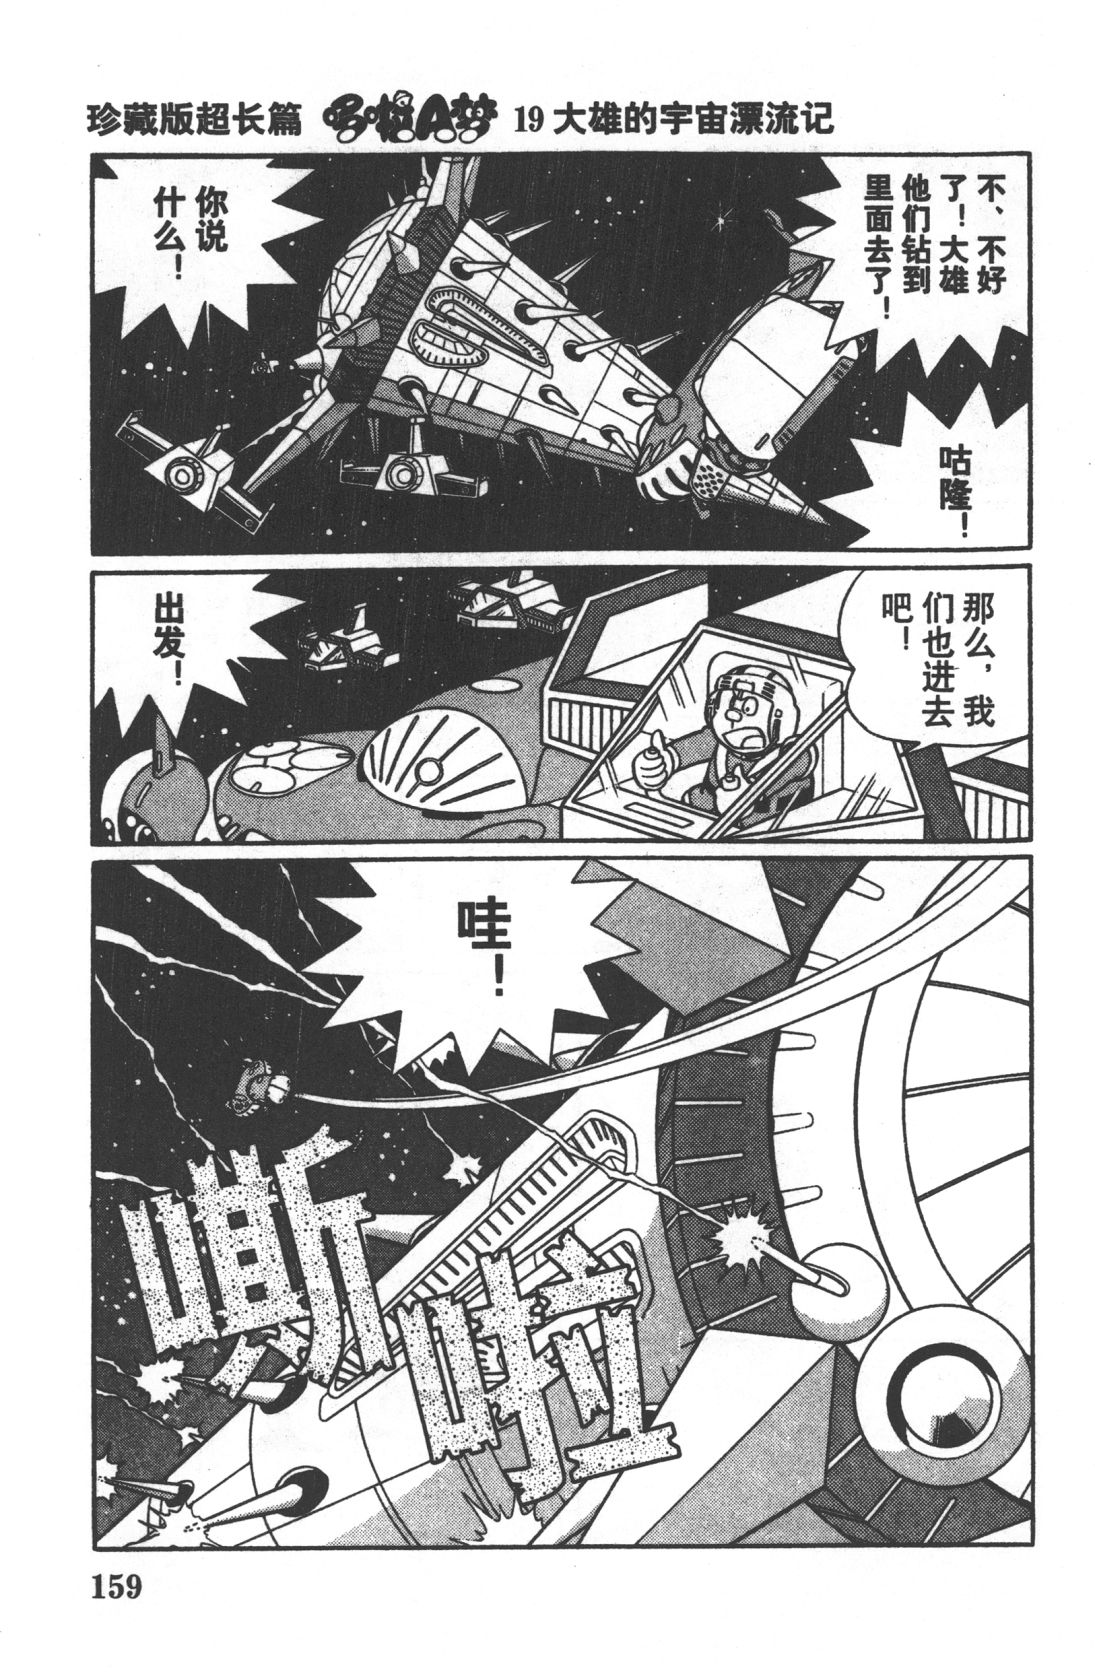 珍藏版超长篇 哆啦A梦 19 大雄的宇宙漂流记
不、不好
了！大雄
他们钻到
里面去了！
你说
什么！
咕隆！
那么，我
们也进去
吧！
出发！
哇！
嘶啦
159